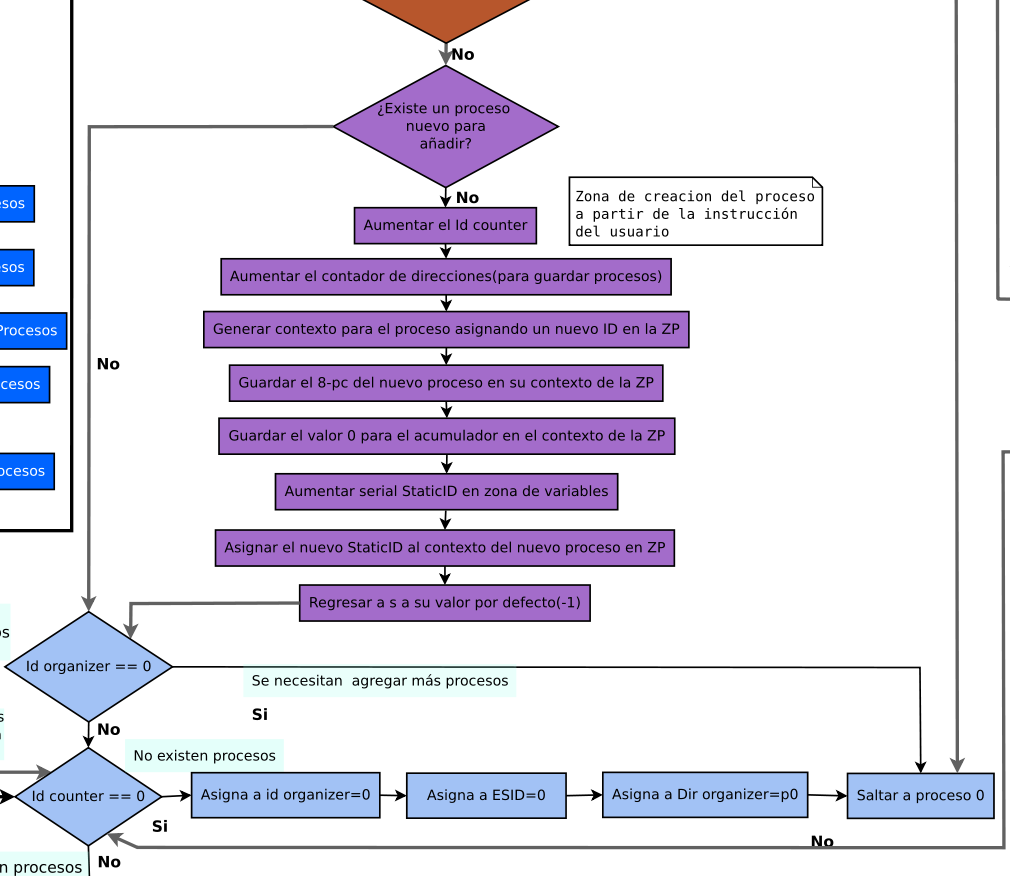 No
¿Existe un proceso
nuevo para
añadir?
No
Zona de creacion del proceso
a partir de la instrucción
del usuario
Aumentar el Id counter
Aumentar el contador de direcciones(para guardar procesos)
Generar contexto para el proceso asignando un nuevo ID en la ZP
Procesos
No
Guardar el 8-pc del nuevo proceso en su contexto de la ZP
Guardar el valor 0 para el acumulador en el contexto de la ZP
Aumentar serial StaticID en zona de variables
Asignar el nuevo StaticID al contexto del nuevo proceso en ZP
Regresar a s a su valor por defecto(-1)
Id organizer == 0
Se necesitan  agregar más procesos
Si
No
No existen procesos
Id counter == 0
Asigna a id organizer=0
Asigna a ESID=0
Asigna a Dir organizer=p0
Saltar a proceso 0
Si
No
No
procesos